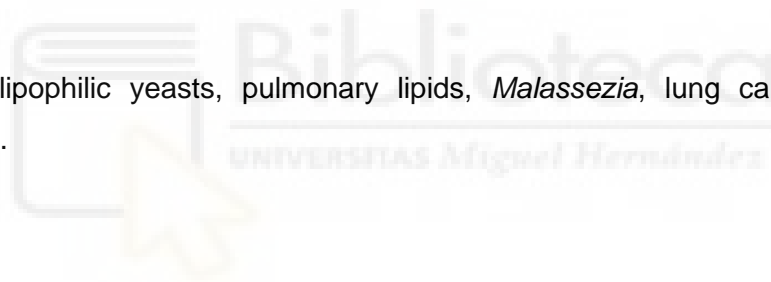 Biblioteca
lipophilic yeasts, pulmonary lipids, Malassezia, lung ca
.
UNIVERSITAS Miguel Hernández